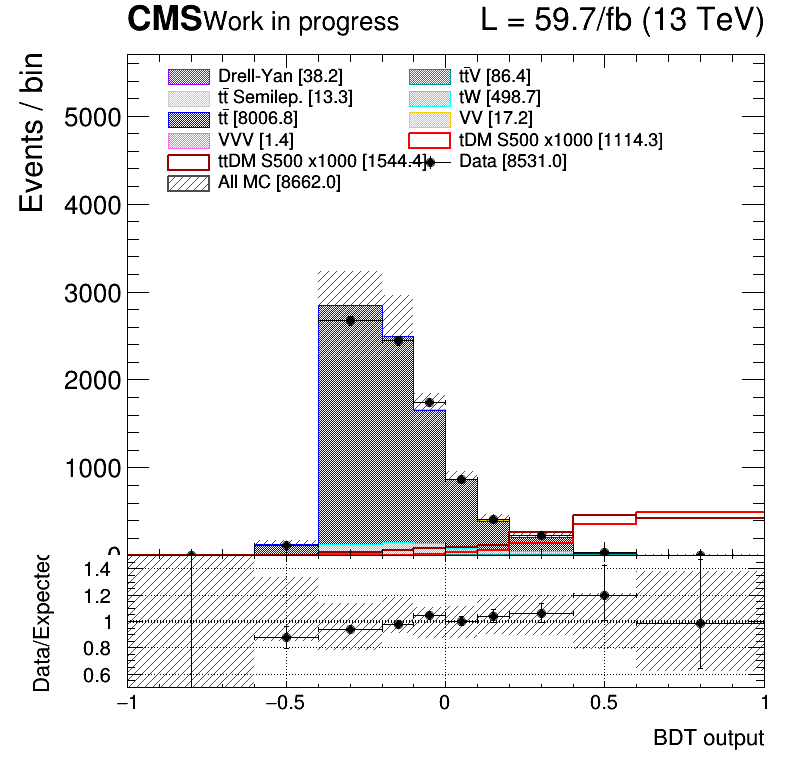 CMS Work in progress L = 59.7/fb (13 TeV)
Events / bin
Drell-Yan [38.2] tt̄V [86.4]
tt̄ Semilep. [13.3] tW [498.7]
tt̄ [8006.8] VV [17.2]
VVV [1.4] tDM S500 x1000 [1114.3]
ttDM S500 x1000 [1544.4] Data [8531.0]
All MC [8662.0]
5000
4000
3000
2000
1000
0
Data/Expected
1.4
1.2
1
0.8
0.6
−1 −0.5 0 0.5 1
BDT output